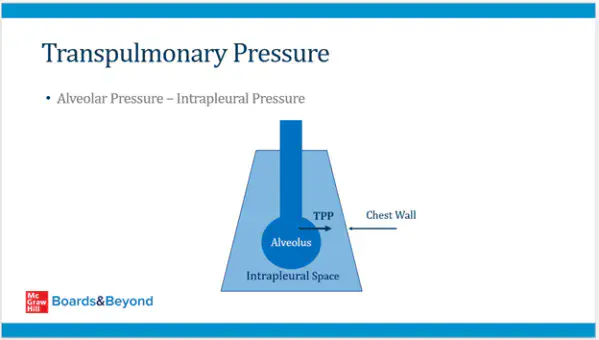 Transpulmonary Pressure
• Alveolar Pressure – Intrapleural Pressure
TPP
Chest Wall
Alveolus
Intrapleural Space
Mc
Graw
Hill
Boards&Beyond